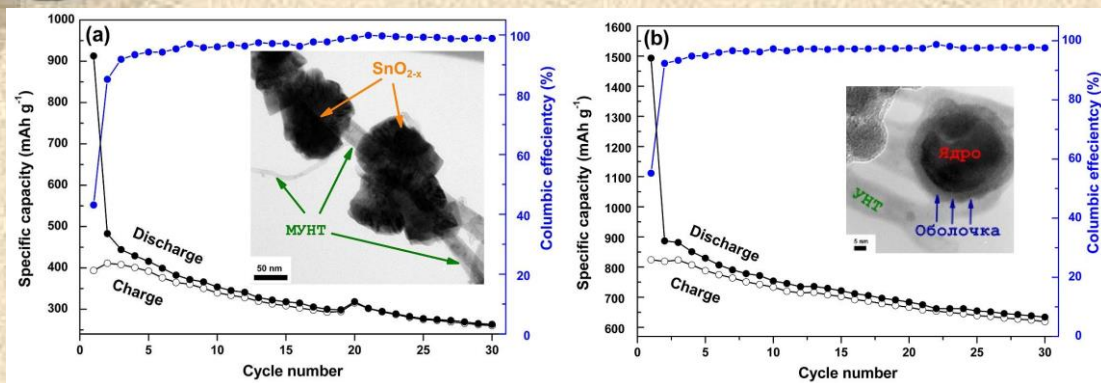 (a)
Specific capacity (mAh g⁻¹)
1000
900
800
700
600
500
400
300
SnO₂₋ₓ
МУНТ
50 nm
Discharge
Charge
100
80
60
40
20
0
Columbic effecientcy (%)
0 5 10 15 20 25 30
Cycle number
(b)
Specific capacity (mAh g⁻¹)
1600
1500
1400
1300
1200
1100
1000
900
800
700
600
Ядро
УНТ
Оболочка
5 nm
Discharge
Charge
100
80
60
40
20
0
Columbic effecientcy (%)
0 5 10 15 20 25 30
Cycle number